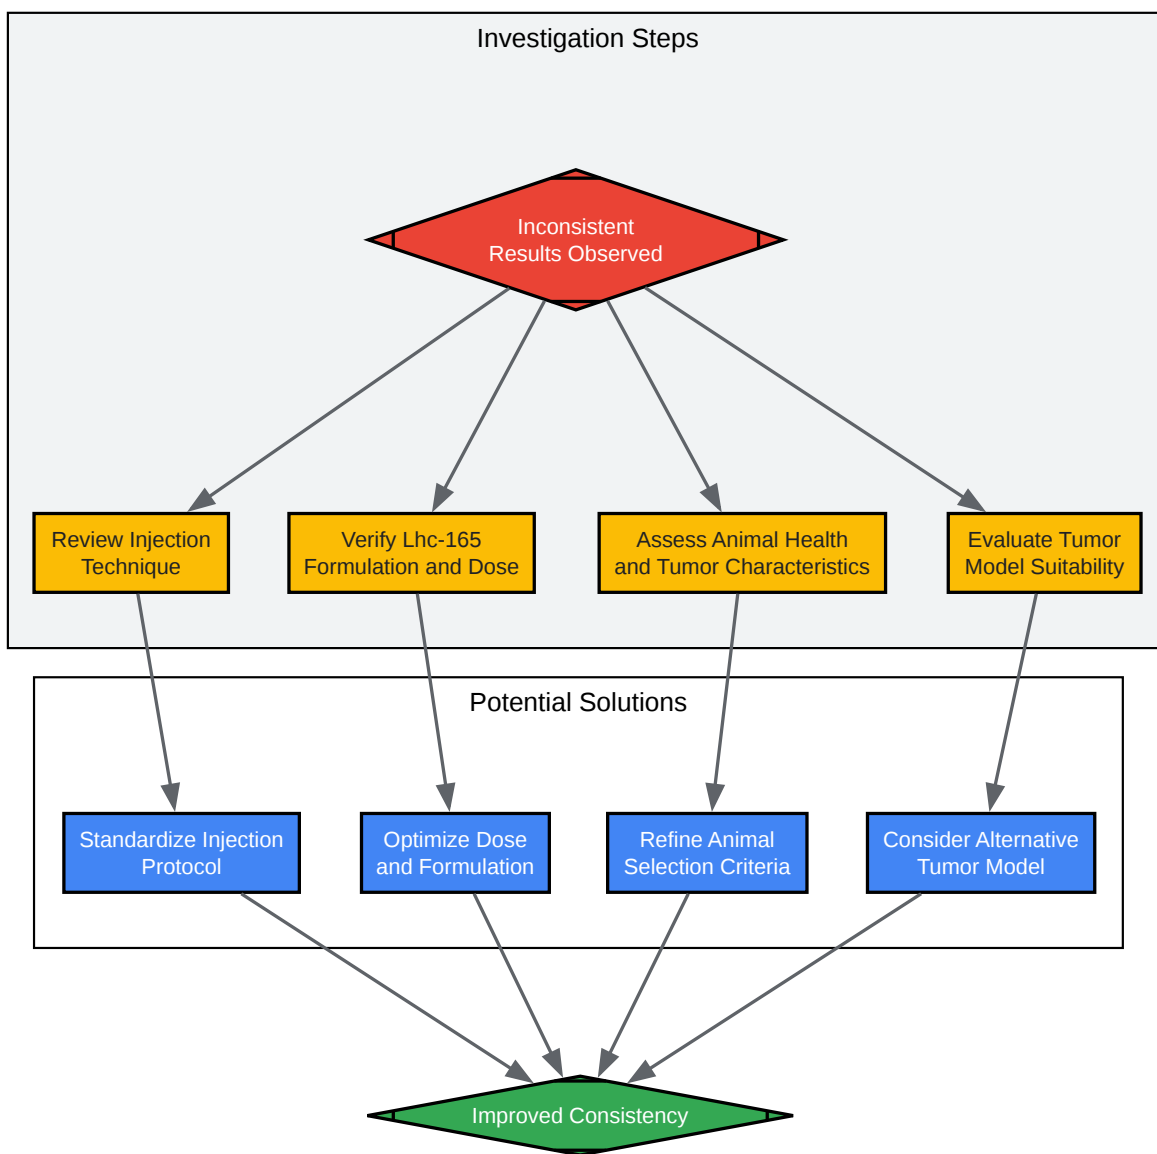 Investigation Steps
Inconsistent
Results Observed
Review Injection
Technique
Verify Lhc-165
Formulation and Dose
Assess Animal Health
and Tumor Characteristics
Evaluate Tumor
Model Suitability
Potential Solutions
Standardize Injection
Protocol
Optimize Dose
and Formulation
Refine Animal
Selection Criteria
Consider Alternative
Tumor Model
Improved Consistency